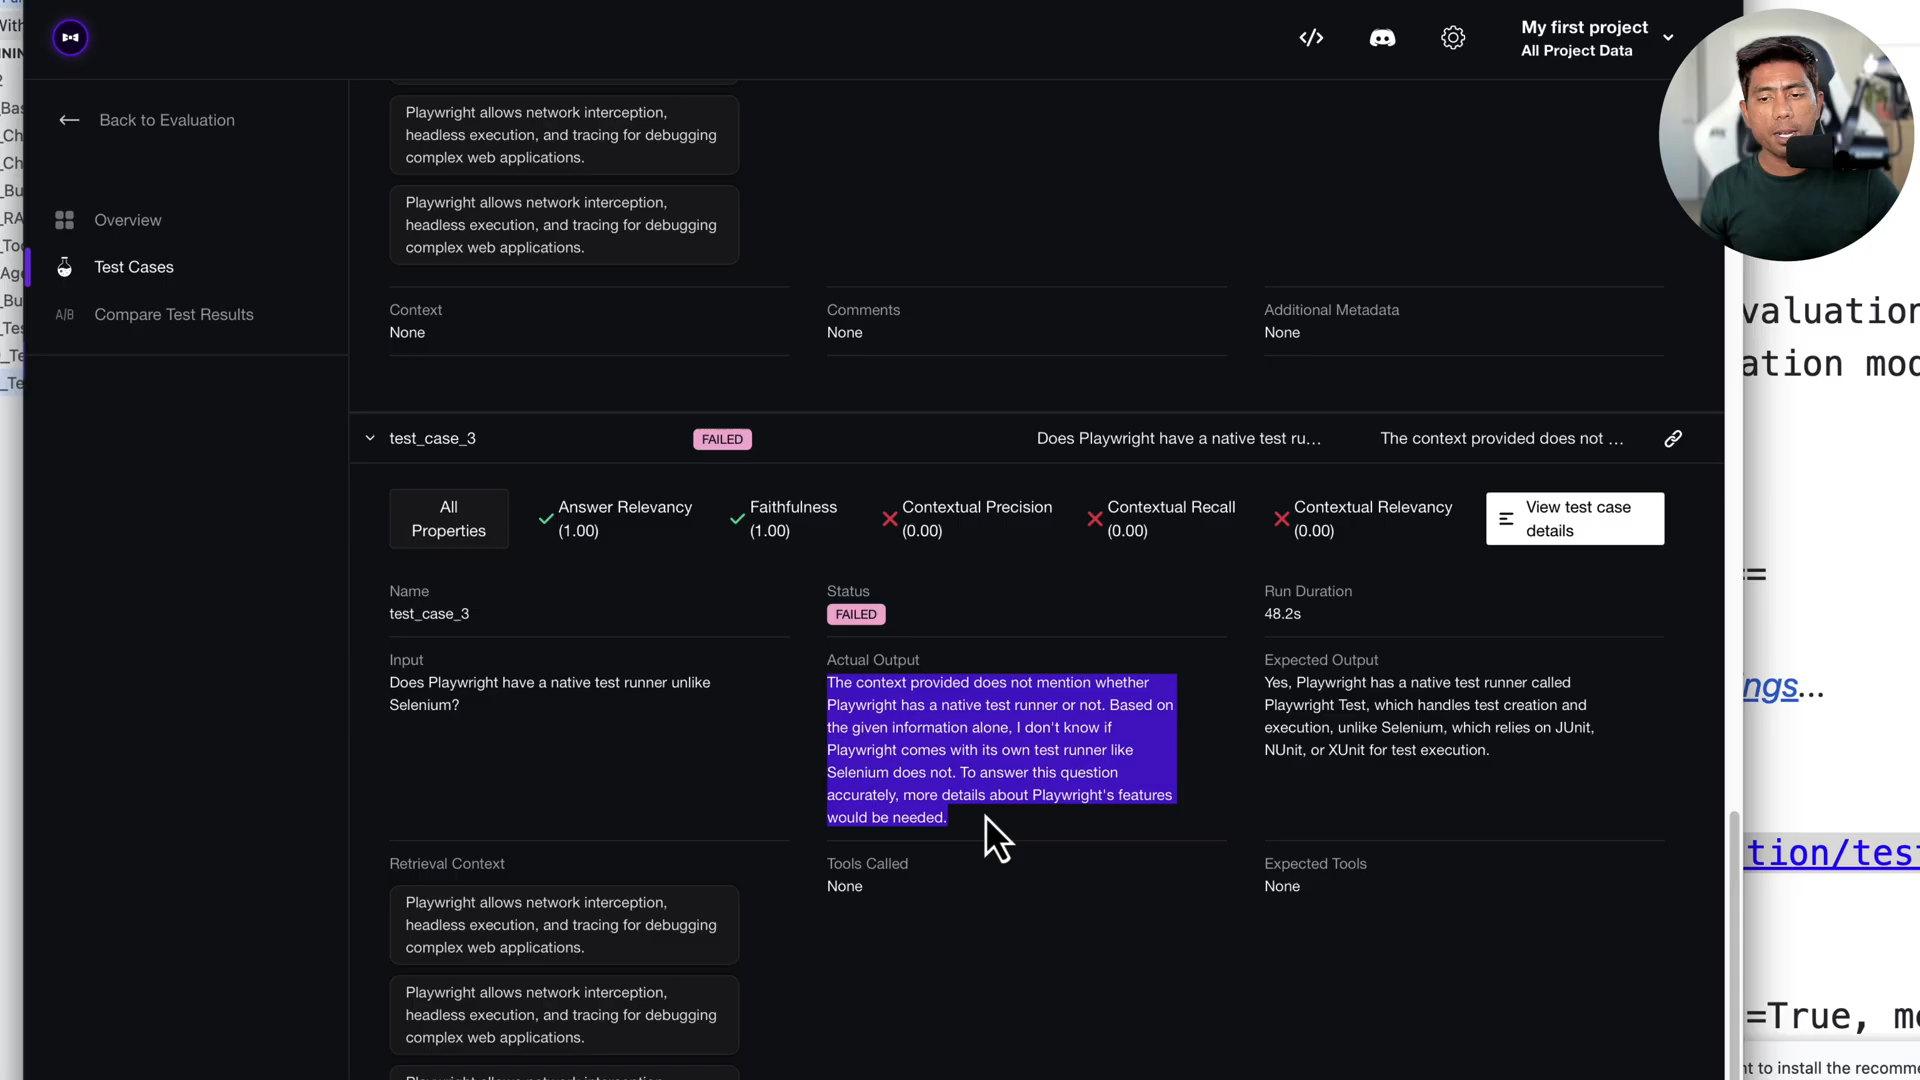 My first project
All Project Data
Back to Evaluation
Overview
Test Cases
A/B Compare Test Results
Playwright allows network interception,
headless execution, and tracing for debugging
complex web applications.
Playwright allows network interception,
headless execution, and tracing for debugging
complex web applications.
Context
None
Comments
None
Additional Metadata
None
test_case_3
FAILED
Does Playwright have a native test ru...
The context provided does not ...
All
Properties
Answer Relevancy
(1.00)
Faithfulness
(1.00)
Contextual Precision
(0.00)
Contextual Recall
(0.00)
Contextual Relevancy
(0.00)
View test case
details
Name
test_case_3
Status
FAILED
Run Duration
48.2s
Input
Does Playwright have a native test runner unlike
Selenium?
Actual Output
The context provided does not mention whether
Playwright has a native test runner or not. Based on
the given information alone, I don't know if
Playwright comes with its own test runner like
Selenium does not. To answer this question
accurately, more details about Playwright's features
would be needed.
Expected Output
Yes, Playwright has a native test runner called
Playwright Test, which handles test creation and
execution, unlike Selenium, which relies on JUnit,
NUnit, or XUnit for test execution.
Retrieval Context
Playwright allows network interception,
headless execution, and tracing for debugging
complex web applications.
Playwright allows network interception,
headless execution, and tracing for debugging
complex web applications.
Tools Called
None
Expected Tools
None
valuation
ation mod
==
ngs...
tion/test
=True, me
nt to install the recomme